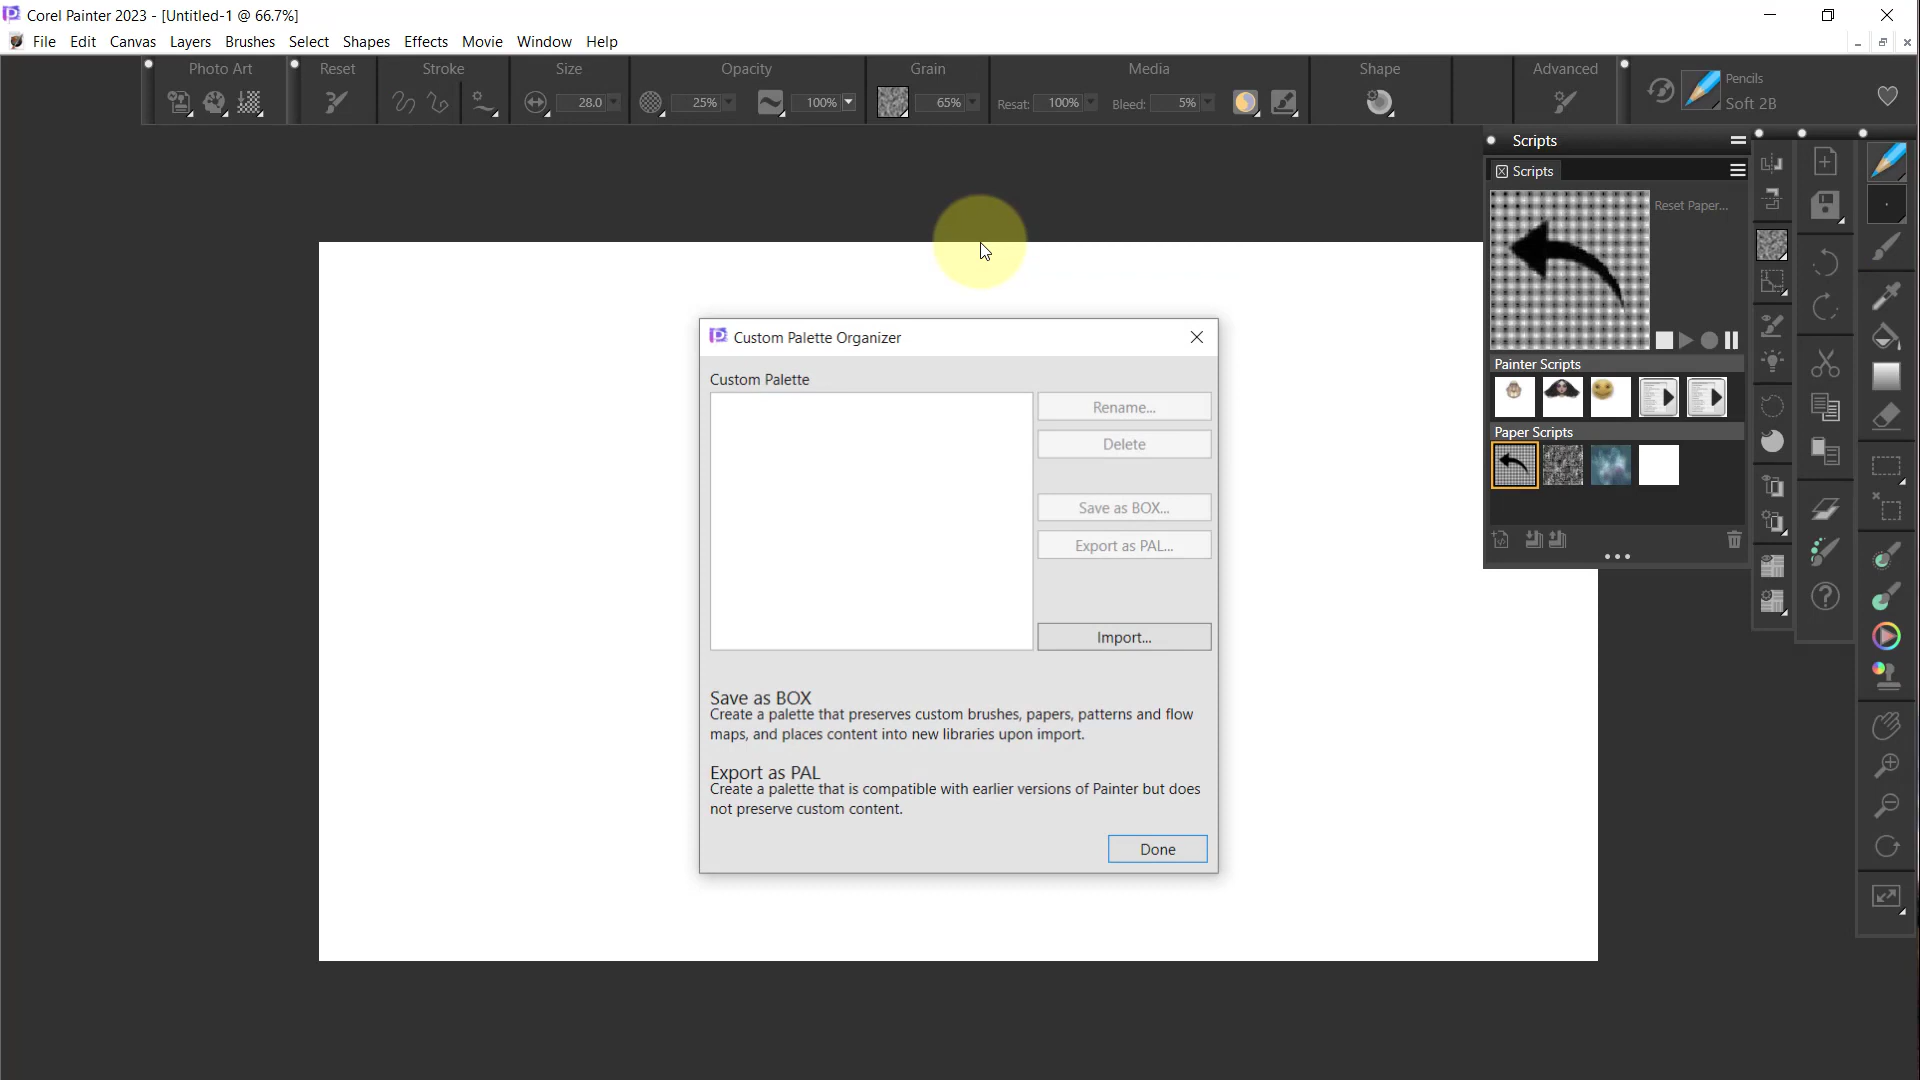 Corel Painter 2023 - [Untitled-1 @ 66.7%]
File Edit Canvas Layers Brushes Select Shapes Effects Movie Window Help
Photo Art Reset Stroke Size Opacity Grain Media Shape Advanced
28.0 25% 100% 65% Resat: 100% Bleed: 5%
Pencils
Soft 2B
Scripts
Scripts
Reset Paper...
Painter Scripts
Paper Scripts
Custom Palette Organizer
Custom Palette
Rename...
Delete
Save as BOX...
Export as PAL...
Import...
Save as BOX
Create a palette that preserves custom brushes, papers, patterns and flow
maps, and places content into new libraries upon import.
Export as PAL
Create a palette that is compatible with earlier versions of Painter but does
not preserve custom content.
Done